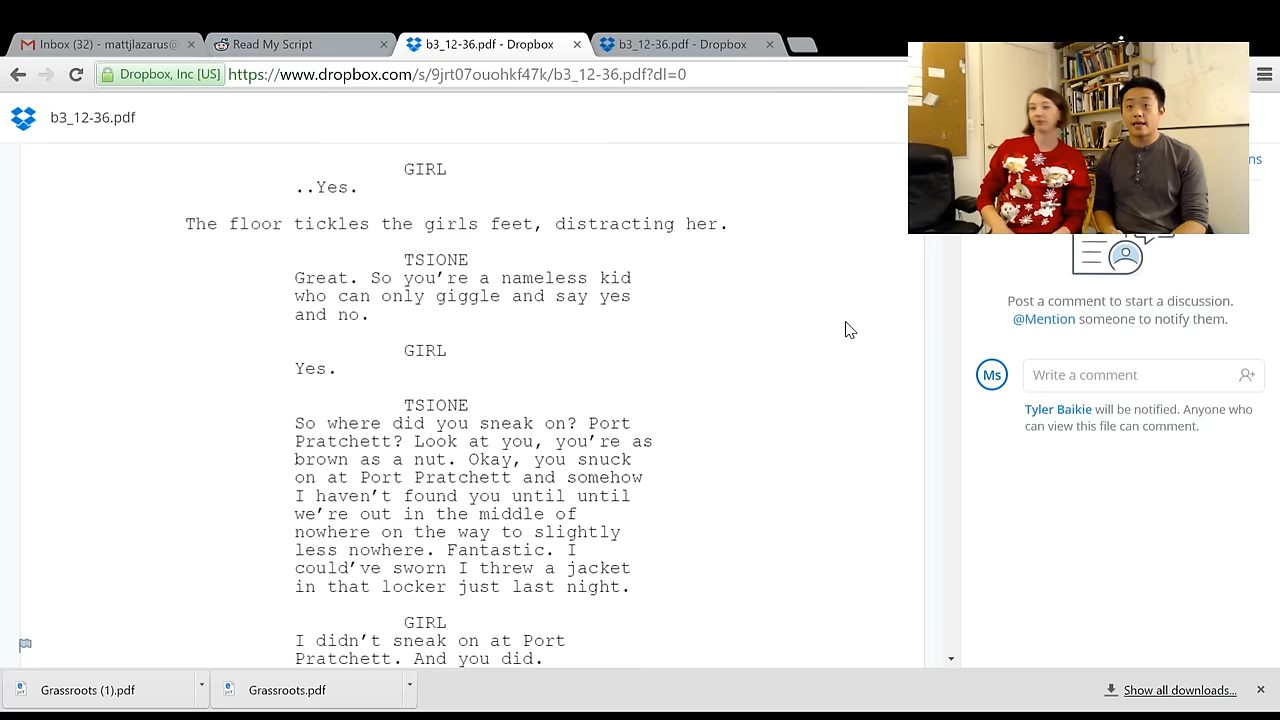 Inbox (32) - mattjlazarus@
Read My Script
b3_12-36.pdf - Dropbox
b3_12-36.pdf - Dropbox
Dropbox, Inc [US]
https://www.dropbox.com/s/9jrt07ouohkf47k/b3_12-36.pdf?dl=0
b3_12-36.pdf
GIRL
..Yes.
The floor tickles the girls feet, distracting her.
TSIONE
Great. So you're a nameless kid
who can only giggle and say yes
and no.
GIRL
Yes.
TSIONE
So where did you sneak on? Port
Pratchett? Look at you, you're as
brown as a nut. Okay, you snuck
on at Port Pratchett and somehow
I haven't found you until until
we're out in the middle of
nowhere on the way to slightly
less nowhere. Fantastic. I
could've sworn I threw a jacket
in that locker just last night.
GIRL
I didn't sneak on at Port
Pratchett. And you did.
ns
Post a comment to start a discussion.
@Mention someone to notify them.
Ms
Write a comment
Tyler Baikie will be notified. Anyone who
can view this file can comment.
Grassroots (1).pdf
Grassroots.pdf
Show all downloads...